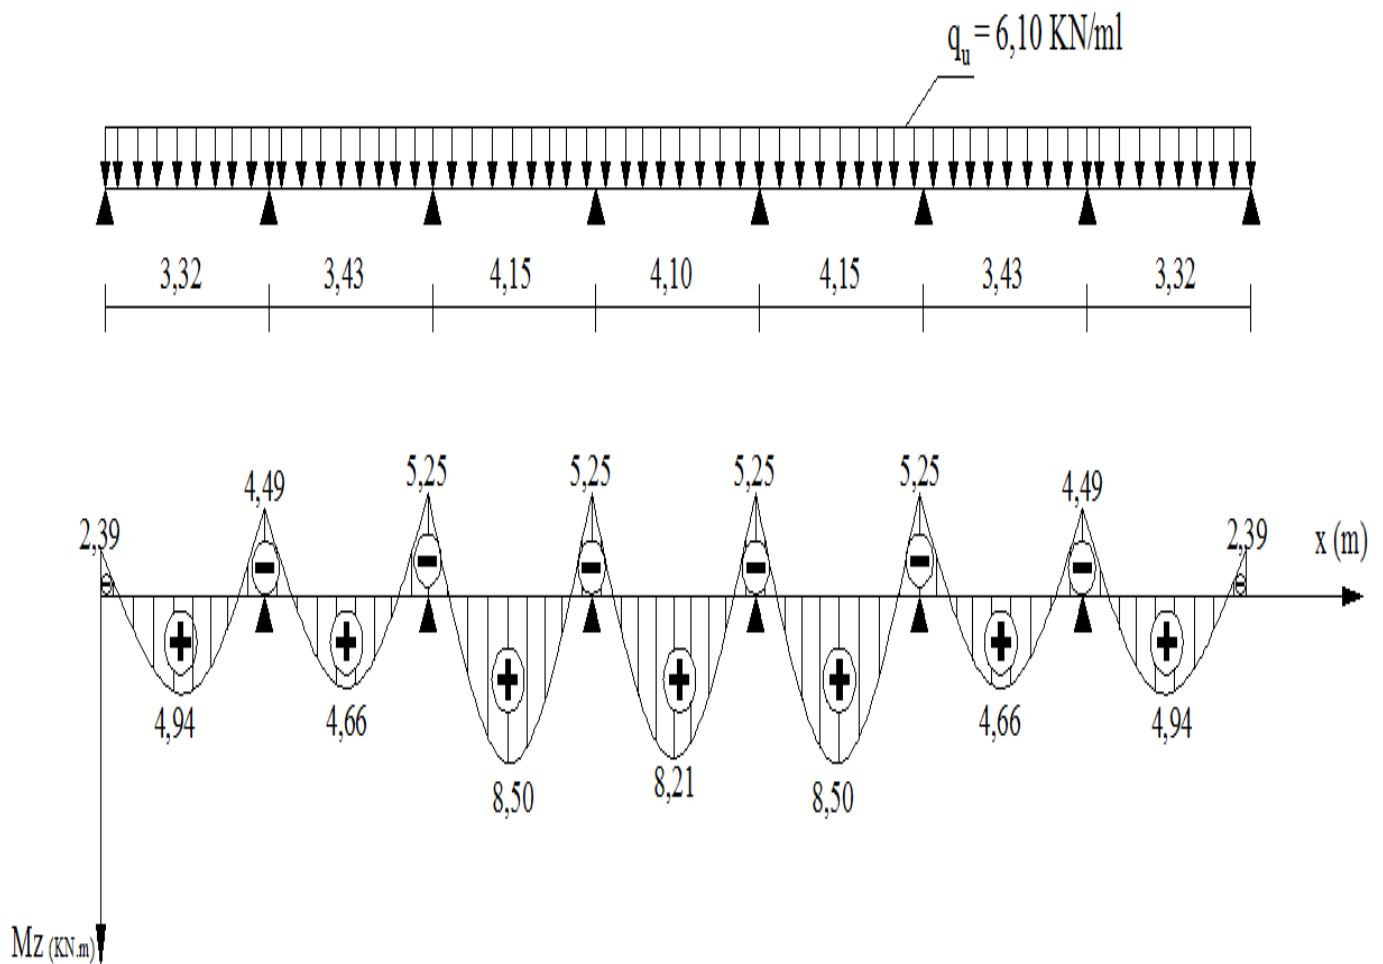 qu = 6,10 KN/ml
3,32 3,43 4,15 4,10 4,15 3,43 3,32
2,39 4,49 5,25 5,25 5,25 5,25 4,49 2,39
x (m)
4,94 4,66 8,50 8,21 8,50 4,66 4,94
Mz (KN.m)